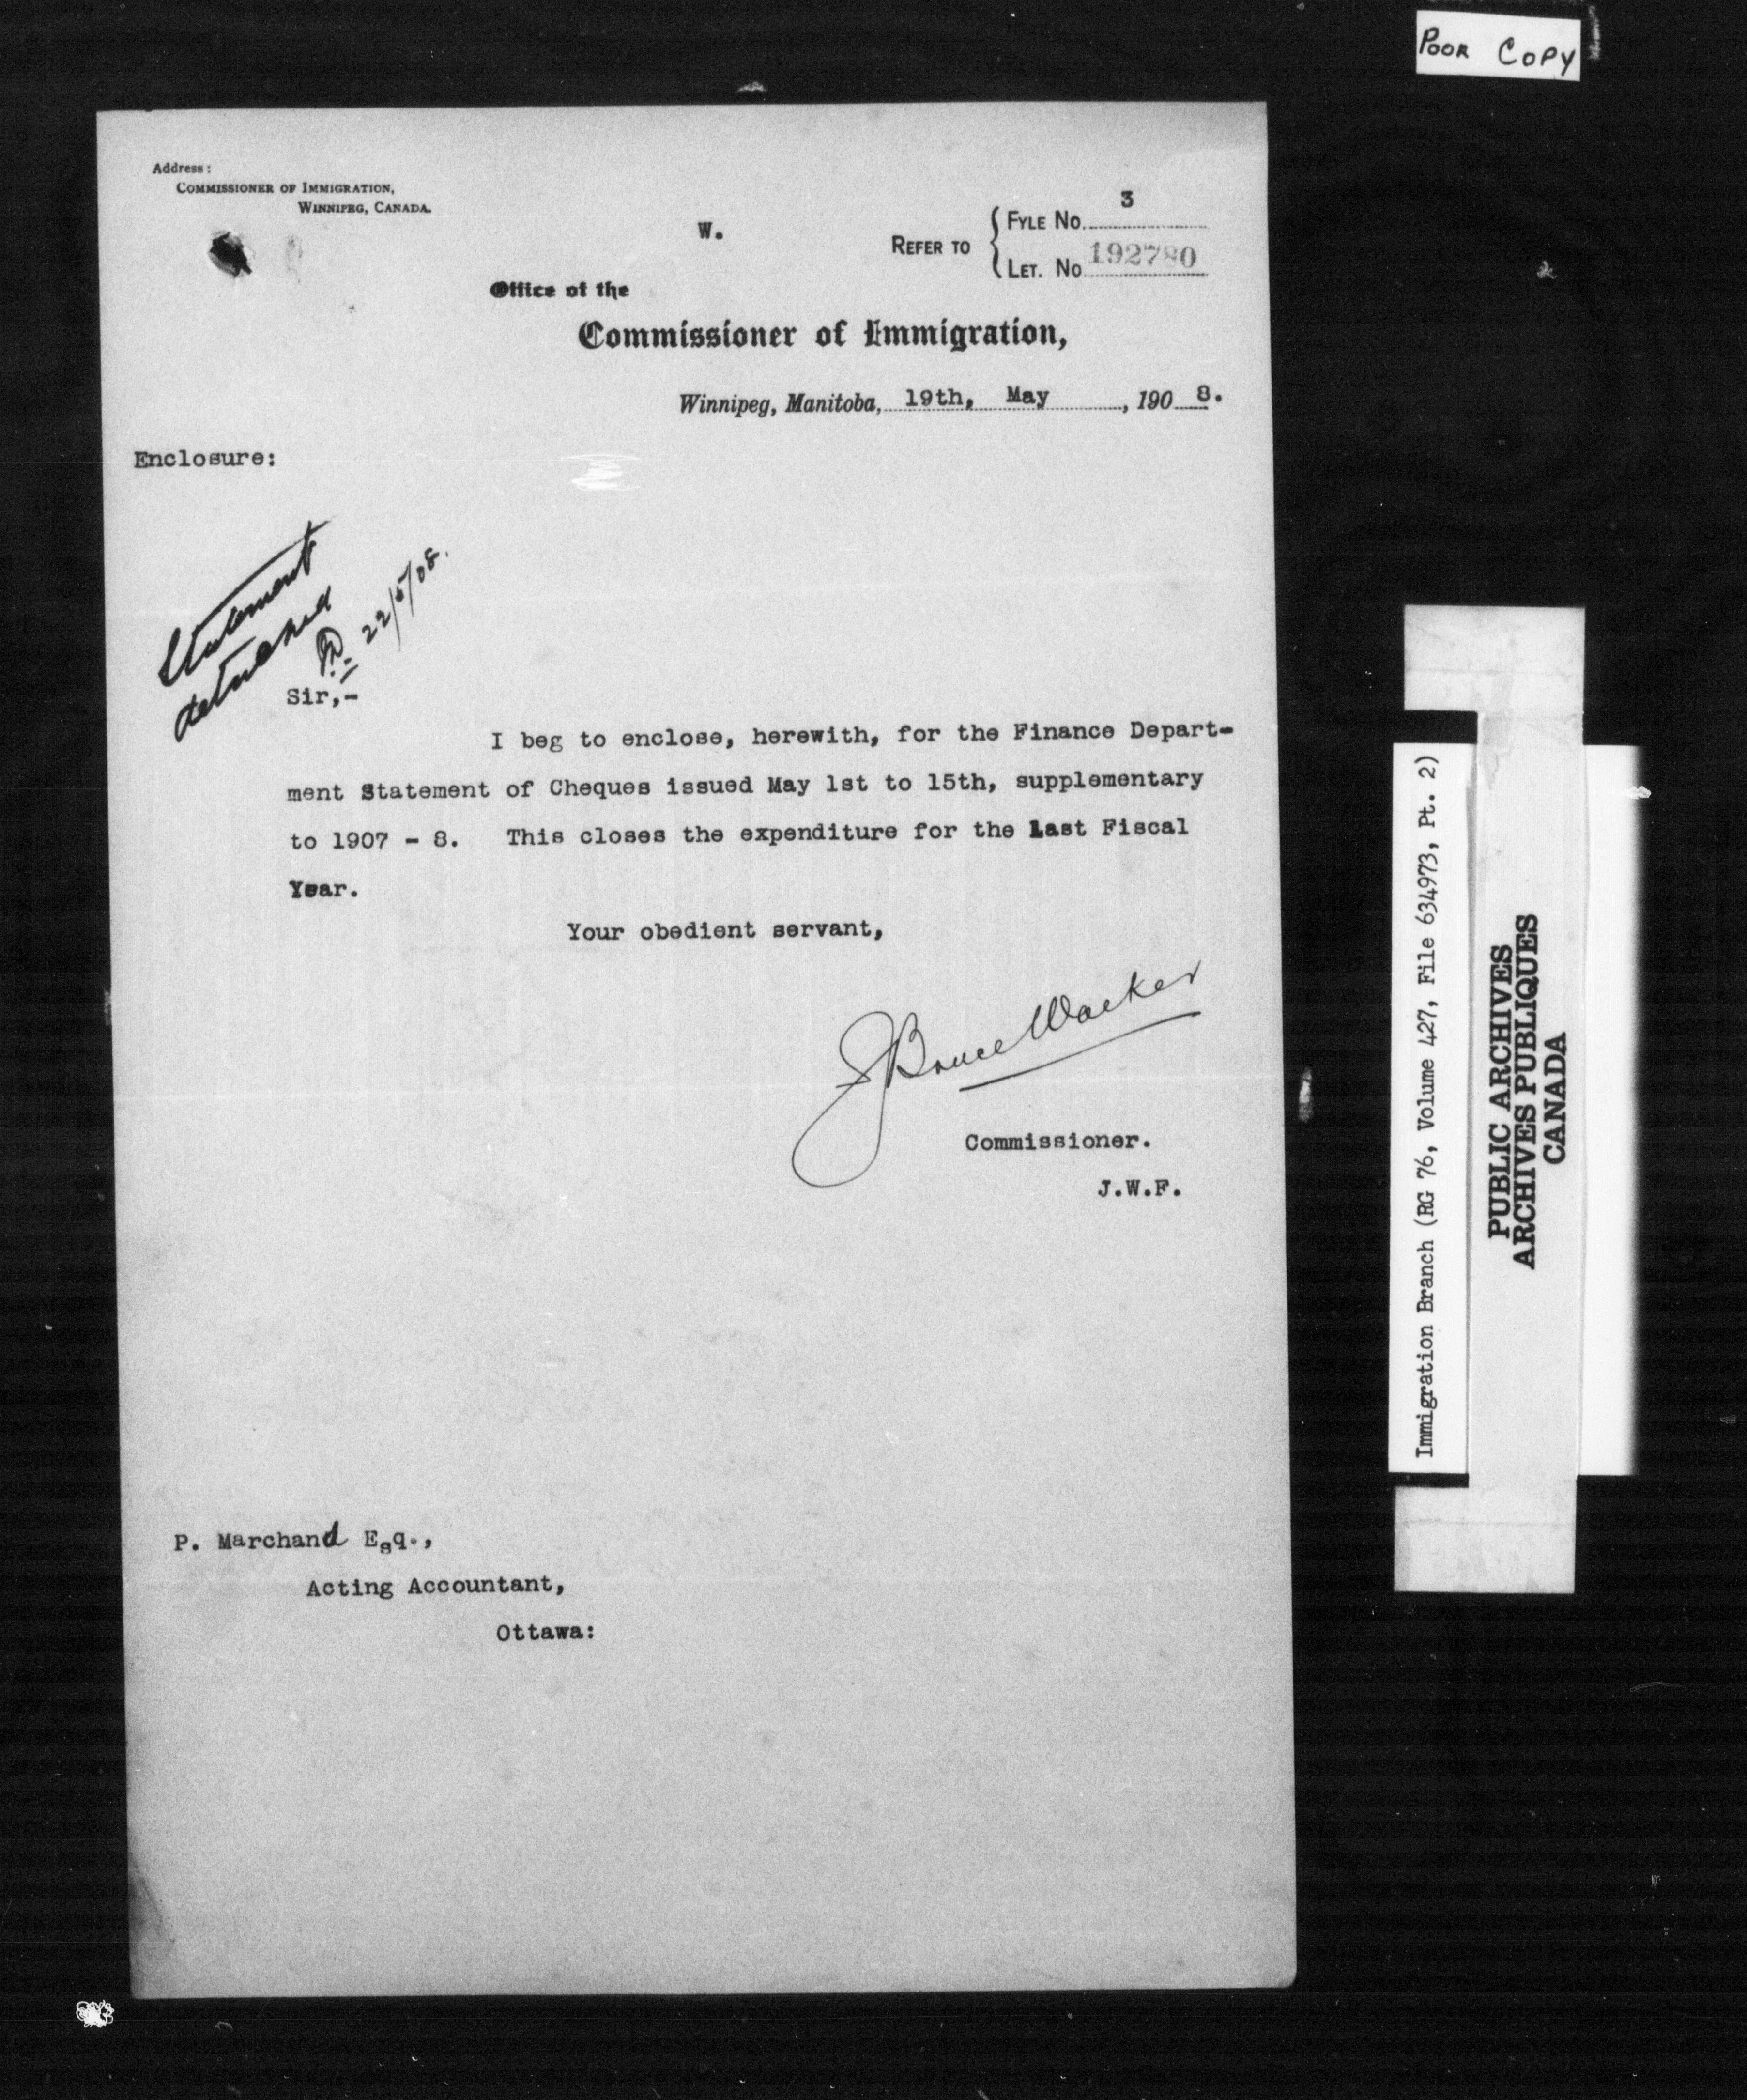 POOR COPY
Address:
COMMISSIONER OF IMMIGRATION,
WINNIPEG, CANADA.
W.
REFER TO
FYLE No. 3
LET. No 192780
Office of the
Commissioner of Immigration,
Winnipeg, Manitoba, 19th, May , 190 8.
Enclosure:
Statement
detached
22/5/08.
Sir,-
I beg to enclose, herewith, for the Finance Depart-
ment Statement of Cheques issued May 1st to 15th, supplementary
to 1907 - 8. This closes the expenditure for the Last Fiscal
Year.
Your obedient servant,
J Bruce Walker
Commissioner.
J.W.F.
P. Marchand Esq.,
Acting Accountant,
Ottawa:
Immigration Branch (RG 76, Volume 427, File 634973, Pt. 2)
PUBLIC ARCHIVES
ARCHIVES PUBLIQUES
CANADA